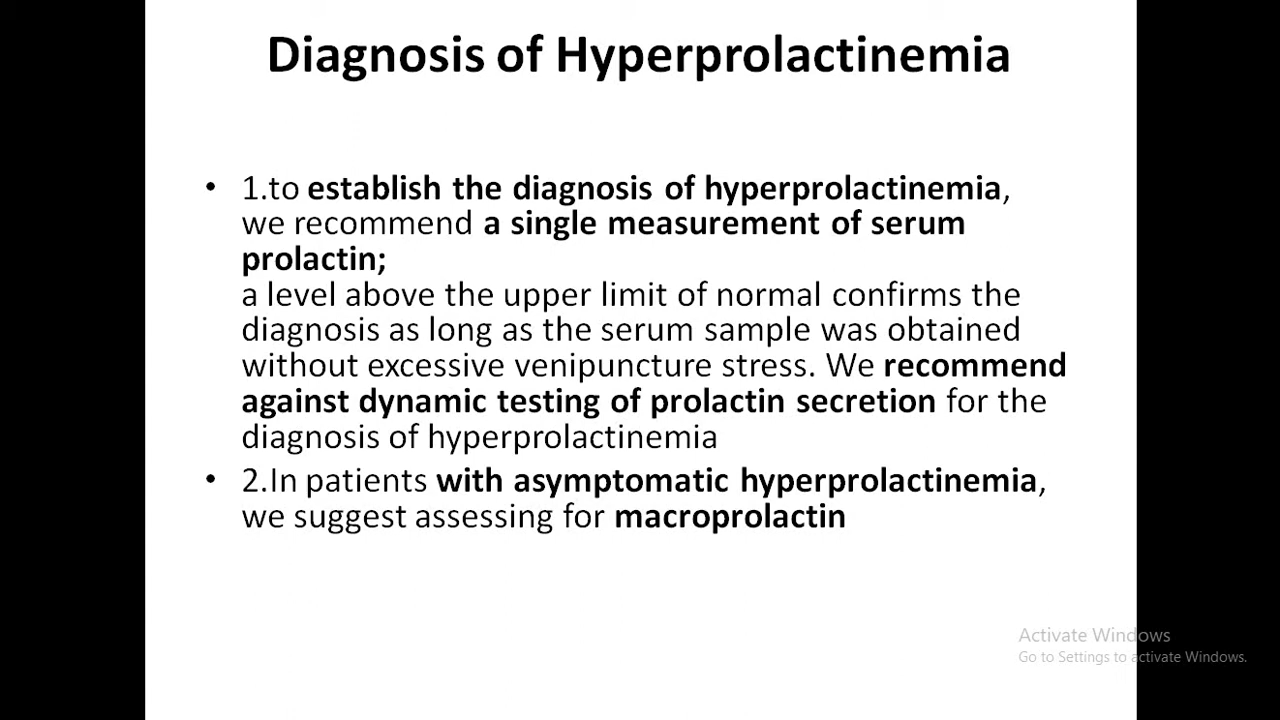 Diagnosis of Hyperprolactinemia
• 1.to establish the diagnosis of hyperprolactinemia,
we recommend a single measurement of serum
prolactin;
a level above the upper limit of normal confirms the
diagnosis as long as the serum sample was obtained
without excessive venipuncture stress. We recommend
against dynamic testing of prolactin secretion for the
diagnosis of hyperprolactinemia
• 2.In patients with asymptomatic hyperprolactinemia,
we suggest assessing for macroprolactin
Activate Windows
Go to Settings to activate Windows.